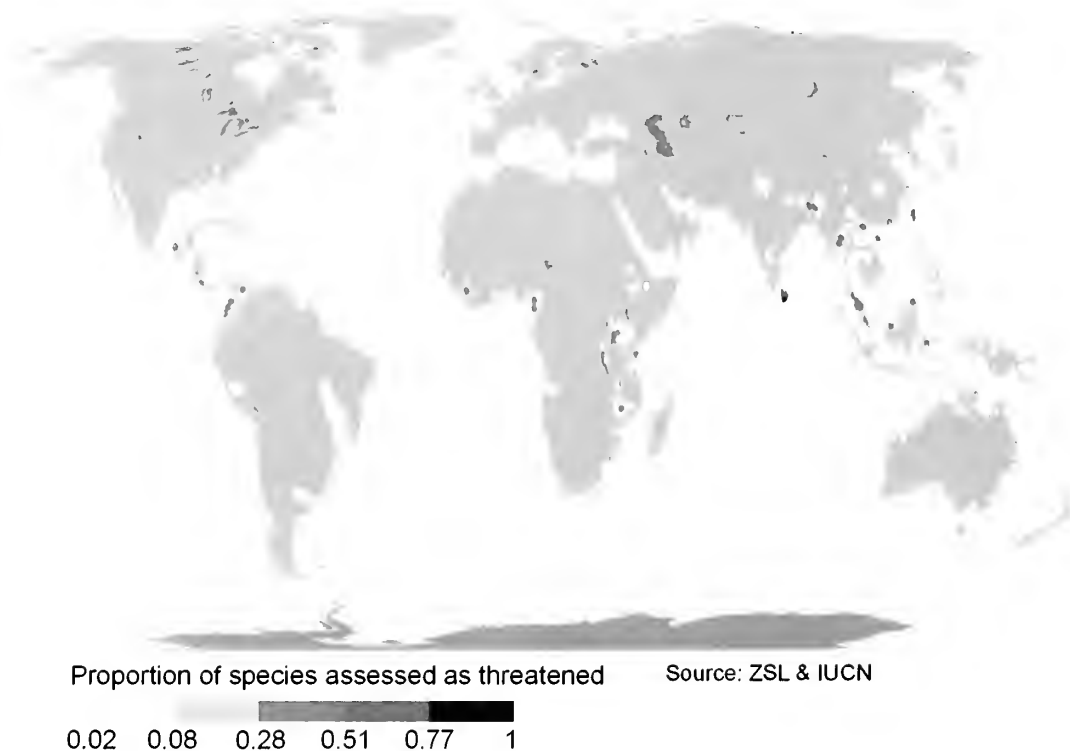 Proportion of species assessed as threatened Source: ZSL & IUCN
0.02 0.08 0.28 0.51 0.77 1